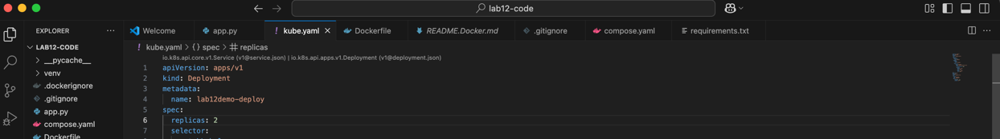 lab12-code
EXPLORER
Welcome
app.py
kube.yaml
Dockerfile
README.Docker.md
.gitignore
compose.yaml
requirements.txt
LAB12-CODE
__pycache__
venv
.dockerignore
.gitignore
app.py
compose.yaml
Dockerfile
kube.yaml > {} spec > replicas
io.k8s.api.core.v1.Service (v1@service.json) | io.k8s.api.apps.v1.Deployment (v1@deployment.json)
1 apiVersion: apps/v1
2 kind: Deployment
3 metadata:
4 name: lab12demo-deploy
5 spec:
6 replicas: 2
7 selector: